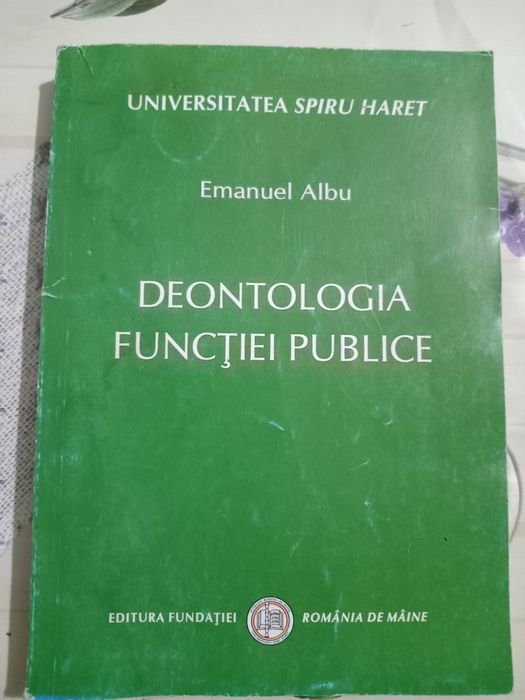 UNIVERSITATEA SPIRU HARET
Emanuel Albu
DEONTOLOGIA
FUNCŢIEI PUBLICE
EDITURA FUNDAŢIEI ROMÂNIA DE MÂINE